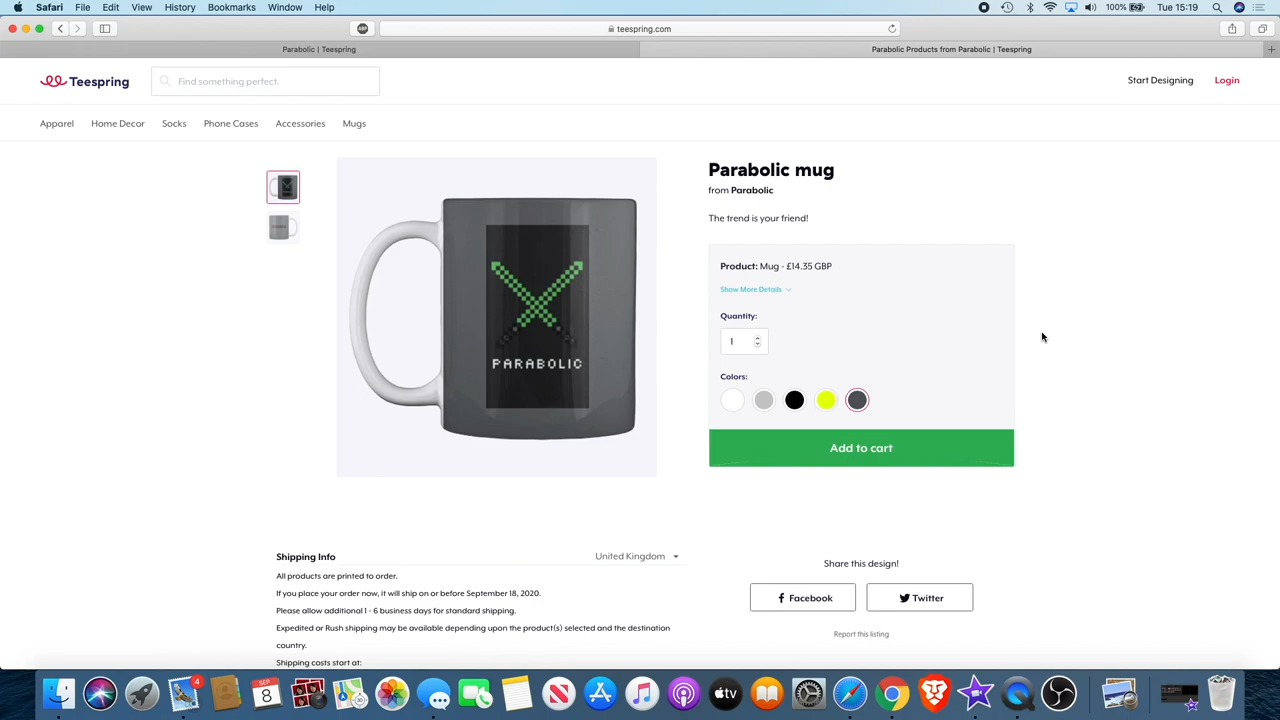 Safari File Edit View History Bookmarks Window Help 100% Tue 15:19
ABP teescpring.com
Parabolic | Teespring Parabolic Products from Parabolic | Teespring
Teespring Find something perfect. Start Designing Login
Apparel Home Decor Socks Phone Cases Accessories Mugs
Parabolic mug
from Parabolic
The trend is your friend!
Product: Mug - £14.35 GBP
Show More Details
Quantity:
1
Colors:
Add to cart
PARABOLIC
Shipping Info United Kingdom
All products are printed to order.
If you place your order now, it will ship on or before September 18, 2020.
Please allow additional 1 - 6 business days for standard shipping.
Expedited or Rush shipping may be available depending upon the product(s) selected and the destination
country.
Shipping costs start at:
Share this design!
Facebook Twitter
Report this listing
4 SEP 8 tv